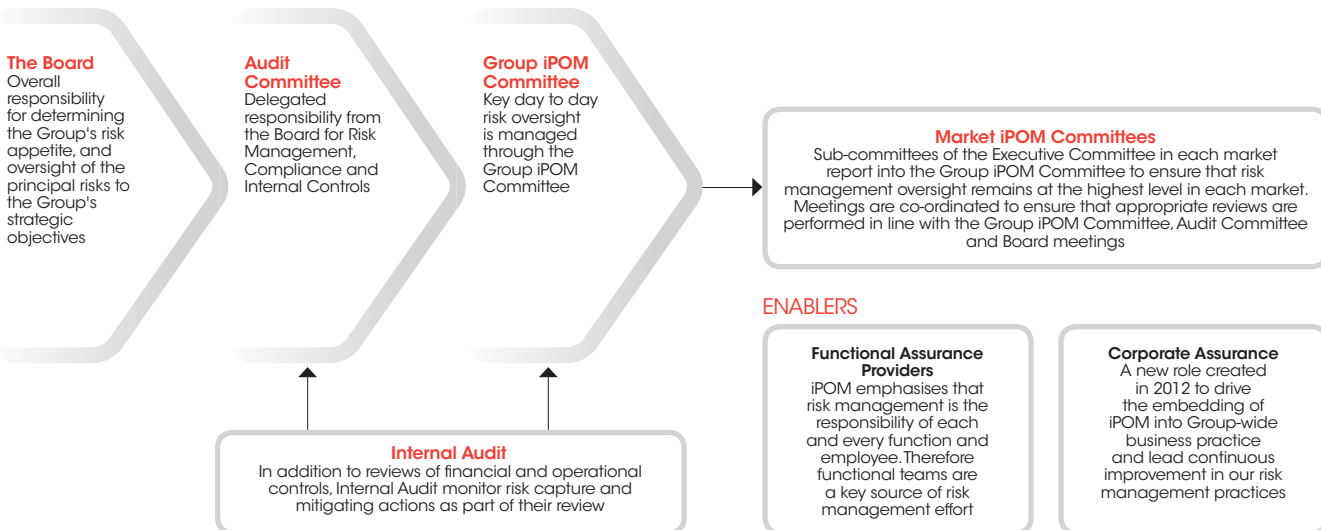 The Board
Overall
responsibility
for determining
the Group's risk
appetite, and
oversight of the
principal risks to
the Group's
strategic
objectives
Audit
Committee
Delegated
responsibility from
the Board for Risk
Management,
Compliance and
Internal Controls
Group iPOM
Committee
Key day to day
risk oversight
is managed
through the
Group iPOM
Committee
Market iPOM Committees
Sub-committees of the Executive Committee in each market
report into the Group iPOM Committee to ensure that risk
management oversight remains at the highest level in each market.
Meetings are co-ordinated to ensure that appropriate reviews are
performed in line with the Group iPOM Committee, Audit Committee
and Board meetings
ENABLERS
Functional Assurance
Providers
iPOM emphasises that
risk management is the
responsibility of each
and every function and
employee. Therefore
functional teams are
a key source of risk
management effort
Corporate Assurance
A new role created
in 2012 to drive
the embedding of
iPOM into Group-wide
business practice
and lead continuous
improvement in our risk
management practices
Internal Audit
In addition to reviews of financial and operational
controls, Internal Audit monitor risk capture and
mitigating actions as part of their review